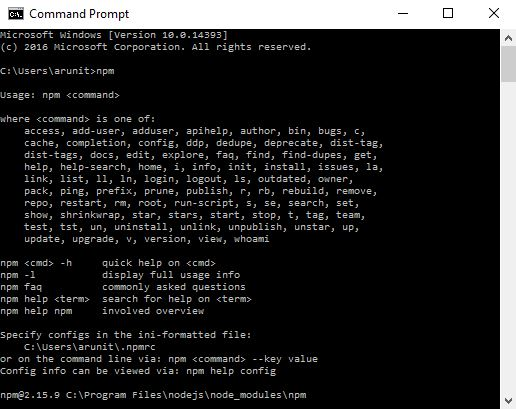 Command Prompt
Microsoft Windows [Version 10.0.14393]
(c) 2016 Microsoft Corporation. All rights reserved.
C:\Users\arunit>npm
Usage: npm <command>
where <command> is one of:
    access, add-user, adduser, apihelp, author, bin, bugs, c,
    cache, completion, config, ddp, dedupe, deprecate, dist-tag,
    dist-tags, docs, edit, explore, faq, find, find-dupes, get,
    help, help-search, home, i, info, init, install, issues, la,
    link, list, ll, ln, login, logout, ls, outdated, owner,
    pack, ping, prefix, prune, publish, r, rb, rebuild, remove,
    repo, restart, rm, root, run-script, s, se, search, set,
    show, shrinkwrap, star, stars, start, stop, t, tag, team,
    test, tst, un, uninstall, unlink, unpublish, unstar, up,
    update, upgrade, v, version, view, whoami
npm <cmd> -h     quick help on <cmd>
npm -l           display full usage info
npm faq          commonly asked questions
npm help <term>  search for help on <term>
npm help npm     involved overview
Specify configs in the ini-formatted file:
    C:\Users\arunit\.npmrc
or on the command line via: npm <command> --key value
Config info can be viewed via: npm help config
npm@2.15.9 C:\Program Files\nodejs\node_modules\npm